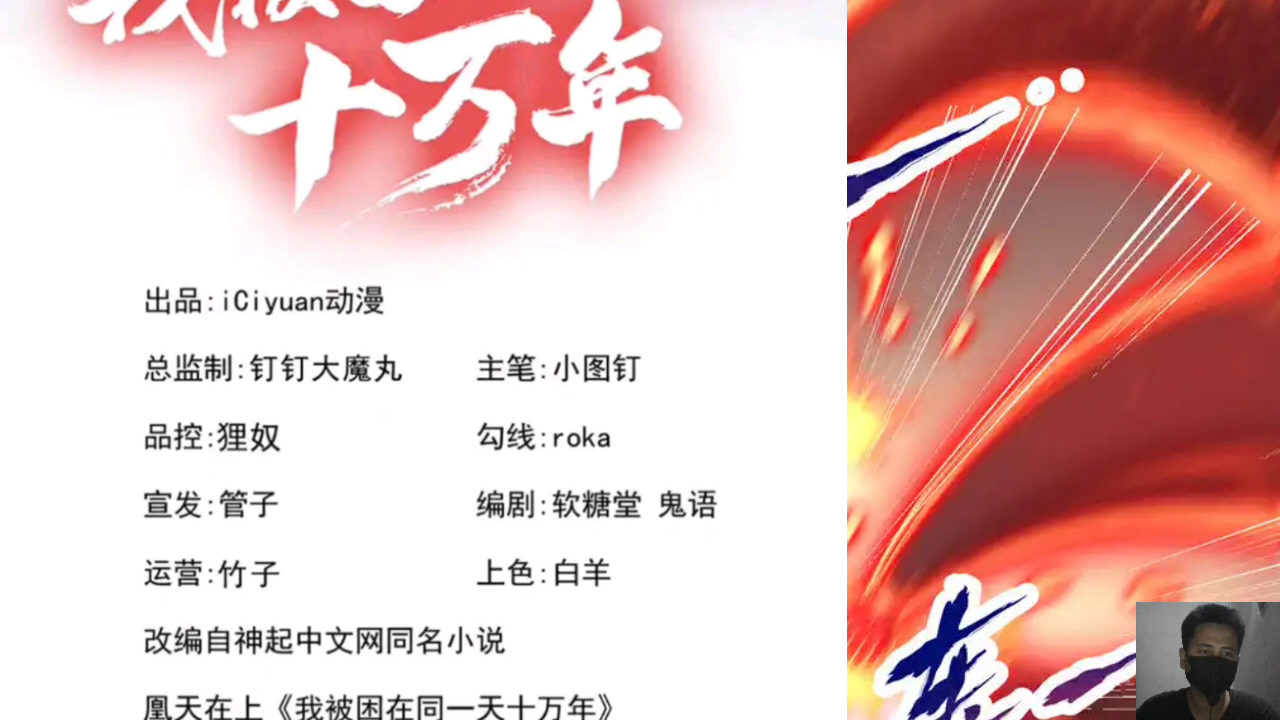 十万年
出品:iCiyuan动漫
总监制:钉钉大魔丸 主笔:小图钉
品控:狸奴 勾线:roka
宣发:管子 编剧:软糖堂 鬼语
运营:竹子 上色:白羊
改编自神起中文网同名小说
凰天在上《我被困在同一天十万年》